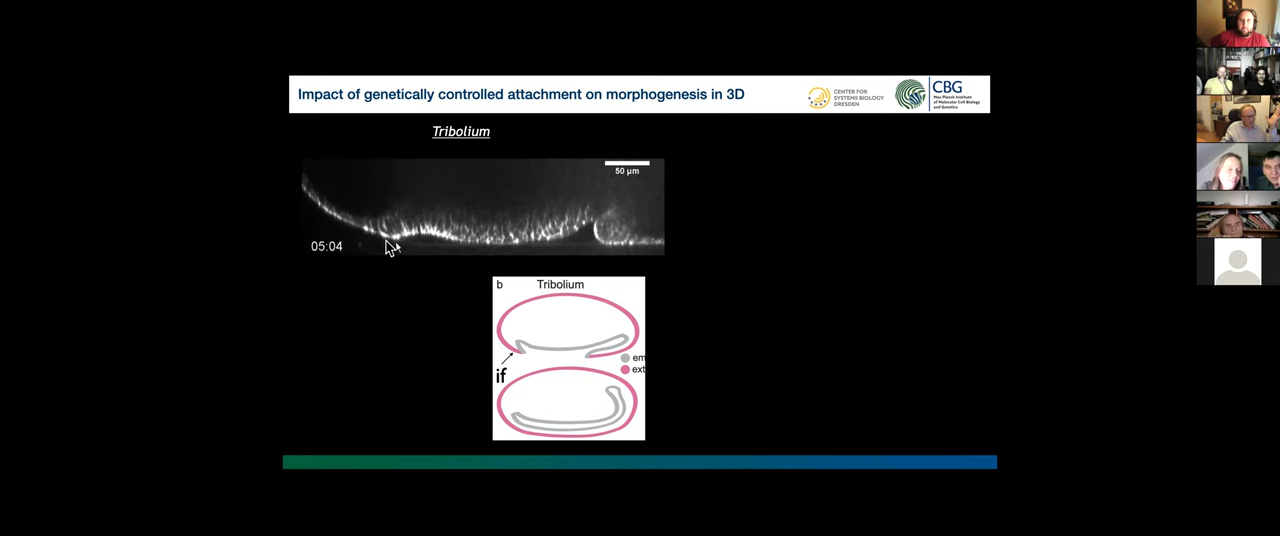 Impact of genetically controlled attachment on morphogenesis in 3D
CENTER FOR
SYSTEMS BIOLOGY
DRESDEN
CBG
Max Planck Institute
of Molecular Cell Biology
and Genetics
Tribolium
50 µm
05:04
b Tribolium
if
em
ext